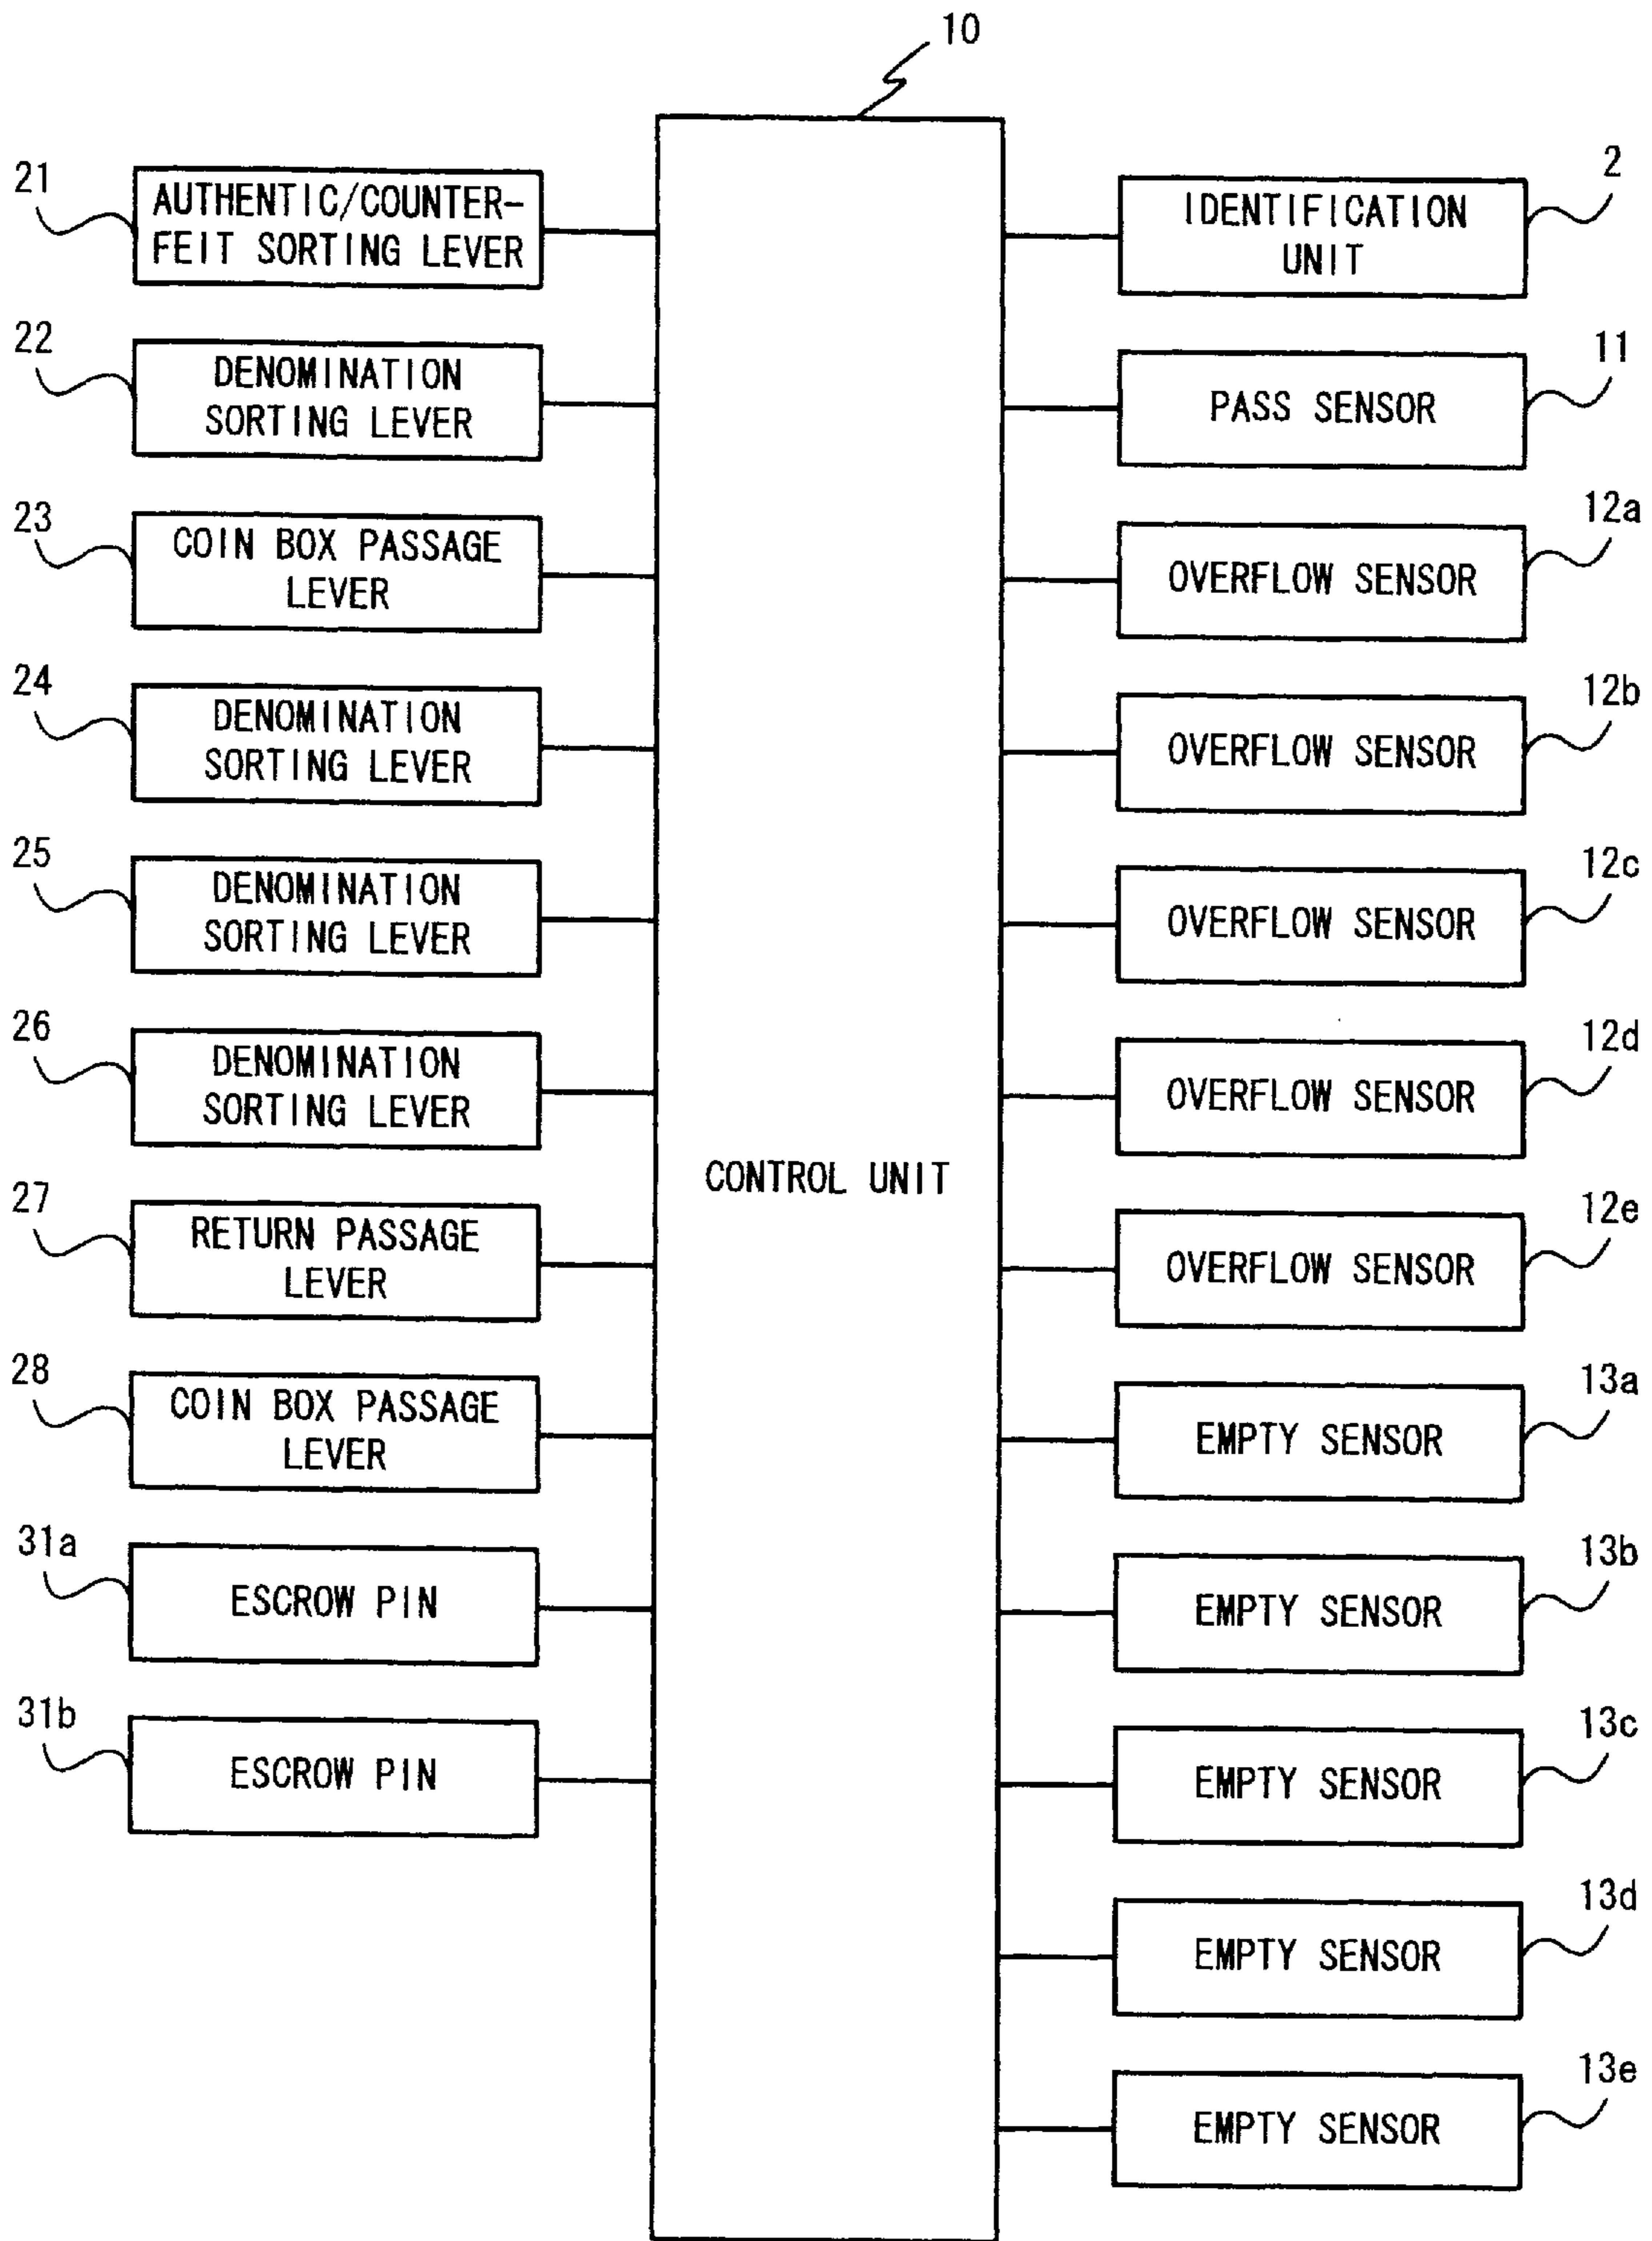 10
21
AUTHENTIC/COUNTER-
FEIT SORTING LEVER
22
DENOMINATION
SORTING LEVER
23
COIN BOX PASSAGE
LEVER
24
DENOMINATION
SORTING LEVER
25
DENOMINATION
SORTING LEVER
26
DENOMINATION
SORTING LEVER
27
RETURN PASSAGE
LEVER
28
COIN BOX PASSAGE
LEVER
31a
ESCROW PIN
31b
ESCROW PIN
CONTROL UNIT
2
IDENTIFICATION
UNIT
11
PASS SENSOR
12a
OVERFLOW SENSOR
12b
OVERFLOW SENSOR
12c
OVERFLOW SENSOR
12d
OVERFLOW SENSOR
12e
OVERFLOW SENSOR
13a
EMPTY SENSOR
13b
EMPTY SENSOR
13c
EMPTY SENSOR
13d
EMPTY SENSOR
13e
EMPTY SENSOR